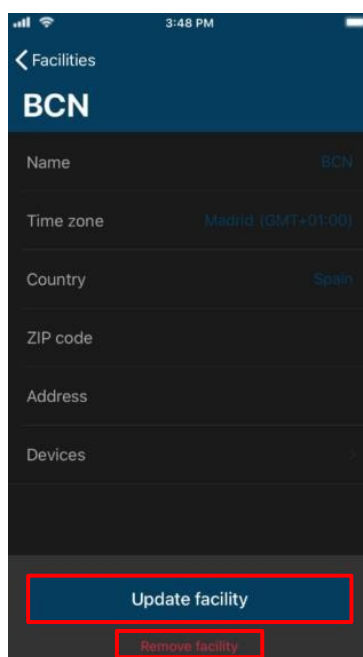 3:48 PM
Facilities
BCN
Name BCN
Time zone Madrid (GMT+01:00)
Country Spain
ZIP code
Address
Devices
Update facility
Remove facility